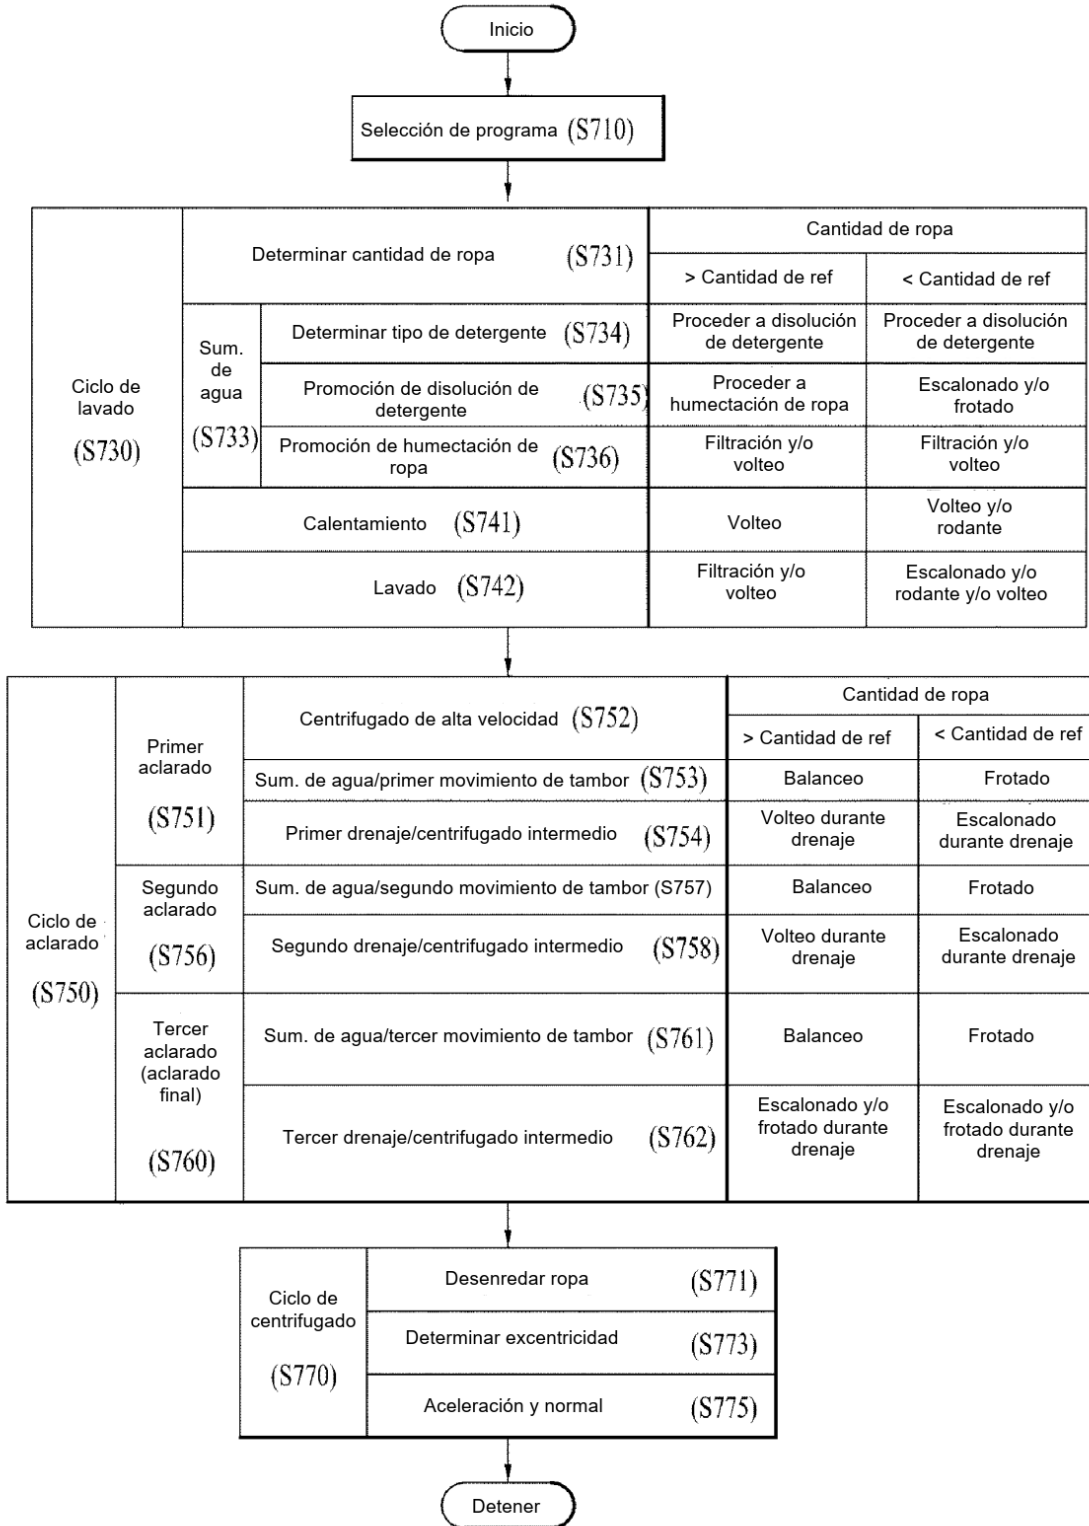 Inicio
Selección de programa (S710)
Ciclo de
lavado
(S730)
Determinar cantidad de ropa (S731)
Cantidad de ropa
> Cantidad de ref
< Cantidad de ref
Sum.
de
agua
(S733)
Determinar tipo de detergente (S734)
Proceder a disolución
de detergente
Proceder a disolución
de detergente
Promoción de disolución de
detergente
(S735)
Proceder a
humectación de ropa
Escalonado y/o
frotado
Promoción de humectación de
ropa
(S736)
Filtración y/o
volteo
Filtración y/o
volteo
Calentamiento (S741)
Volteo
Volteo y/o
rodante
Lavado (S742)
Filtración y/o
volteo
Escalonado y/o
rodante y/o volteo
Ciclo de
aclarado
(S750)
Primer
aclarado
(S751)
Centrifugado de alta velocidad (S752)
Cantidad de ropa
> Cantidad de ref
< Cantidad de ref
Sum. de agua/primer movimiento de tambor (S753)
Balanceo
Frotado
Primer drenaje/centrifugado intermedio (S754)
Volteo durante
drenaje
Escalonado
durante drenaje
Segundo
aclarado
(S756)
Sum. de agua/segundo movimiento de tambor (S757)
Balanceo
Frotado
Segundo drenaje/centrifugado intermedio (S758)
Volteo durante
drenaje
Escalonado
durante drenaje
Tercer
aclarado
(aclarado
final)
(S760)
Sum. de agua/tercer movimiento de tambor (S761)
Balanceo
Frotado
Tercer drenaje/centrifugado intermedio (S762)
Escalonado y/o
frotado durante
drenaje
Escalonado y/o
frotado durante
drenaje
Ciclo de
centrifugado
(S770)
Desenredar ropa (S771)
Determinar excentricidad (S773)
Aceleración y normal (S775)
Detener